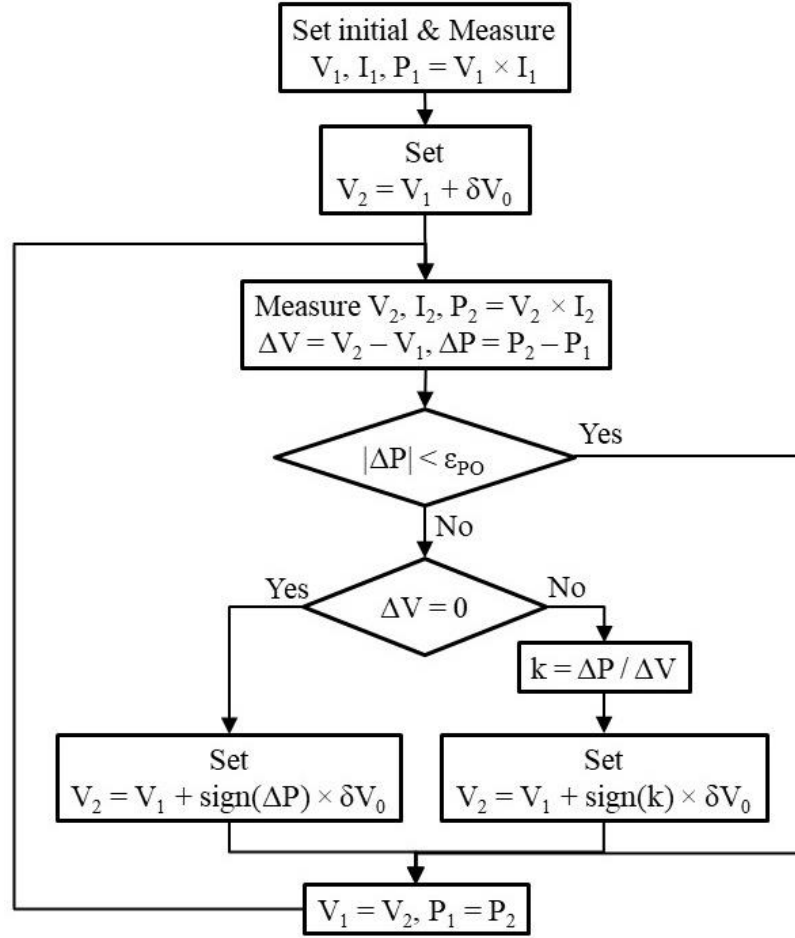 Set initial & Measure
V₁, I₁, P₁ = V₁ × I₁
Set
V₂ = V₁ + δV₀
Measure V₂, I₂, P₂ = V₂ × I₂
ΔV = V₂ – V₁, ΔP = P₂ – P₁
|ΔP| < ε_PO
Yes
No
Yes
ΔV = 0
No
k = ΔP / ΔV
Set
V₂ = V₁ + sign(ΔP) × δV₀
Set
V₂ = V₁ + sign(k) × δV₀
V₁ = V₂, P₁ = P₂